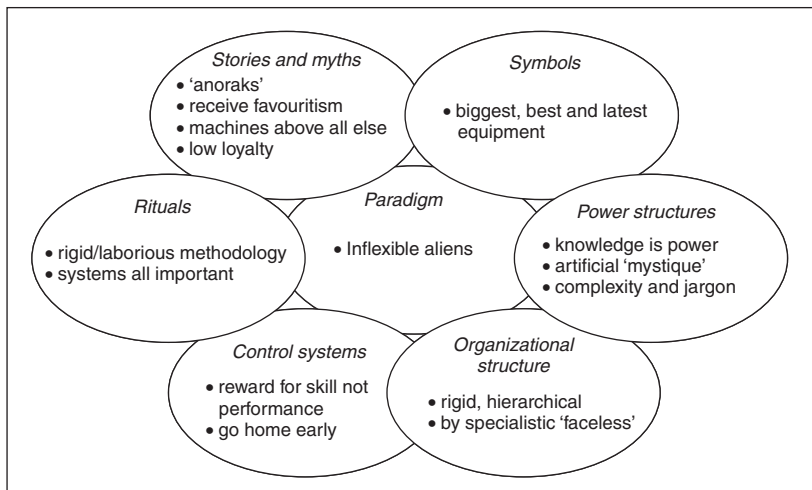 Stories and myths
• ‘anoraks’
• receive favouritism
• machines above all else
• low loyalty
Symbols
• biggest, best and latest
equipment
Rituals
• rigid/laborious methodology
• systems all important
Paradigm
• Inflexible aliens
Power structures
• knowledge is power
• artificial ‘mystique’
• complexity and jargon
Control systems
• reward for skill not
performance
• go home early
Organizational
structure
• rigid, hierarchical
• by specialistic ‘faceless’